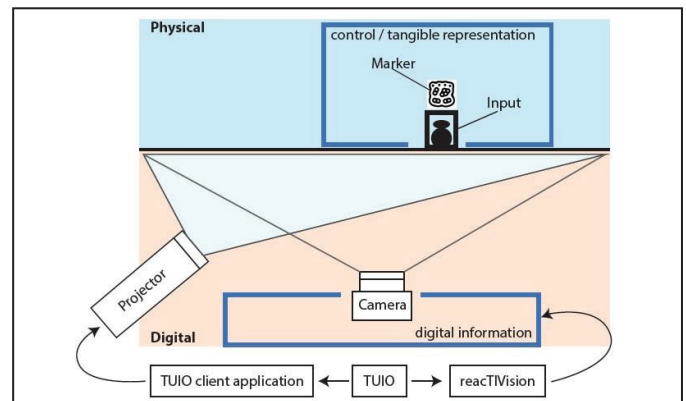 Physical
control / tangible representation
Marker
Input
Projector
Camera
Digital
digital information
TUIO client application
TUIO
reacTIVision